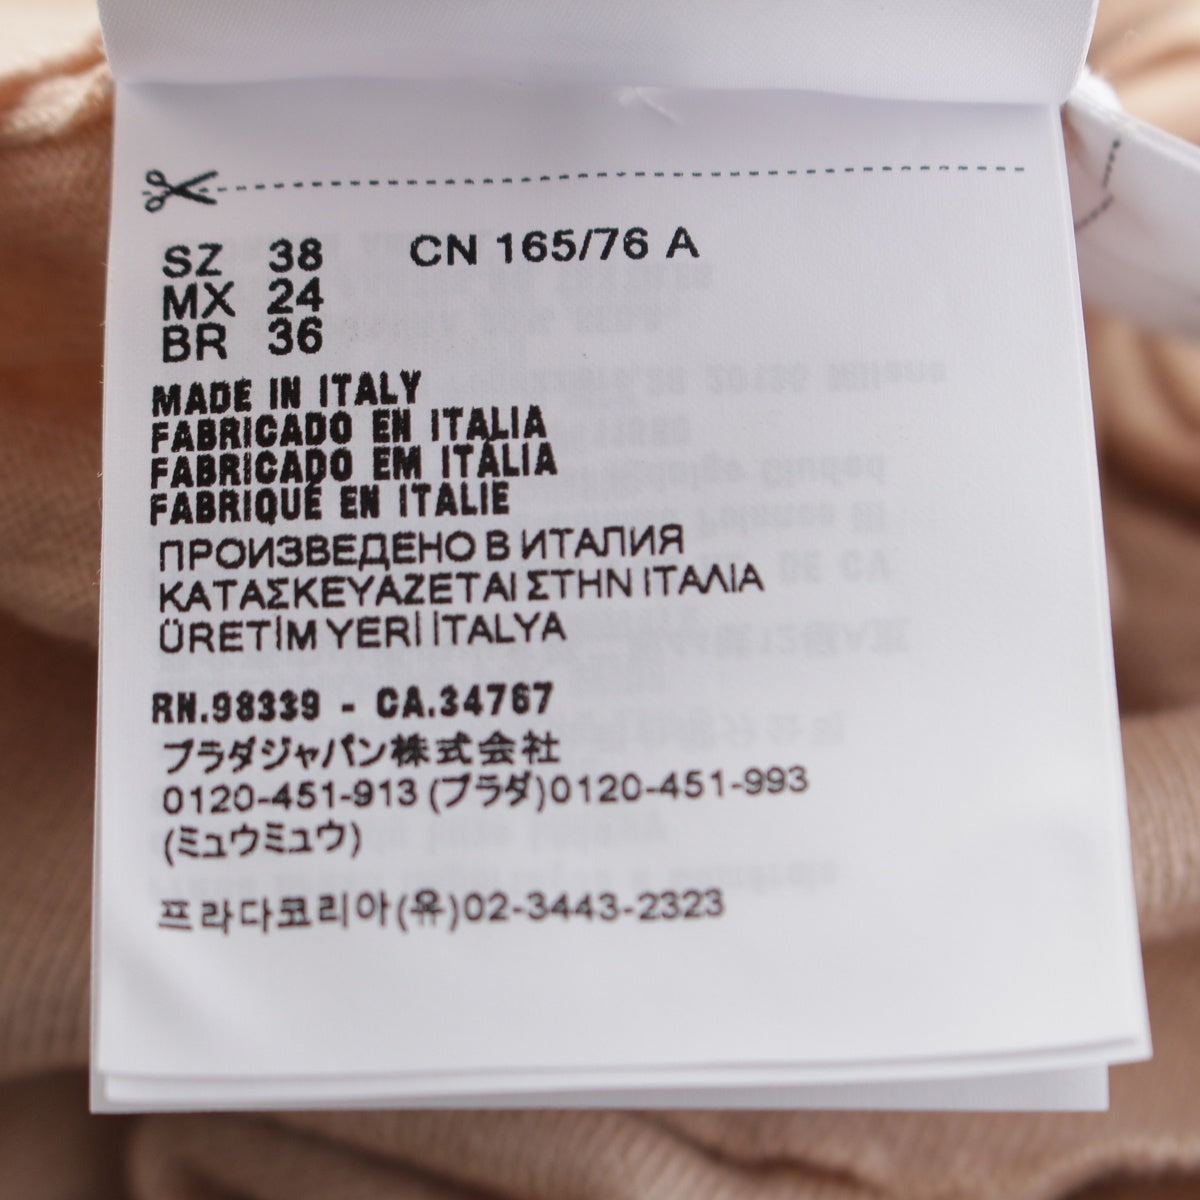 SZ 38 CN 165/76 A
MX 24
BR 36
MADE IN ITALY
FABRICADO EN ITALIA
FABRICADO EM ITÁLIA
FABRIQUÉ EN ITALIE
ПРОИЗВЕДЕНО В ИТАЛИЯ
ΚΑΤΑΣΚΕΥΑΖΕΤΑΙ ΣΤΗΝ ΙΤΑΛΙΑ
ÜRETİM YERİ İTALYA
RN.98339 - CA.34767
プラダジャパン株式会社
0120-451-913 (プラダ)0120-451-993
(ミュウミュウ)
프라다코리아(유)02-3443-2323